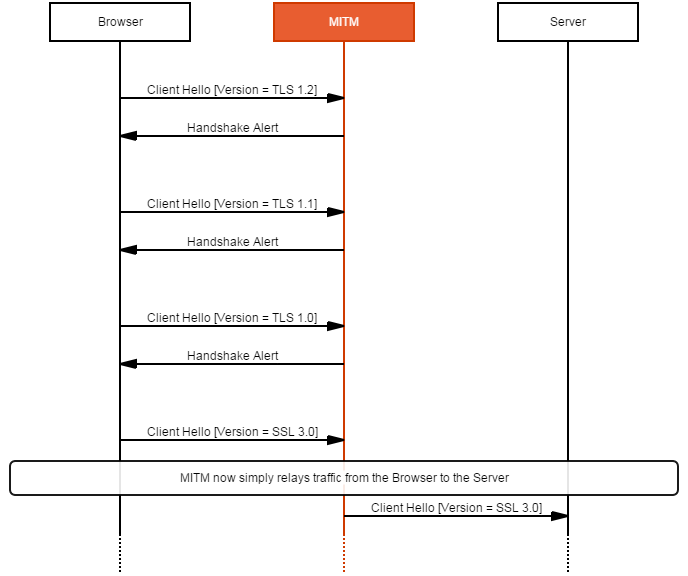 Browser
MITM
Server
Client Hello [Version = TLS 1.2]
Handshake Alert
Client Hello [Version = TLS 1.1]
Handshake Alert
Client Hello [Version = TLS 1.0]
Handshake Alert
Client Hello [Version = SSL 3.0]
MITM now simply relays traffic from the Browser to the Server
Client Hello [Version = SSL 3.0]